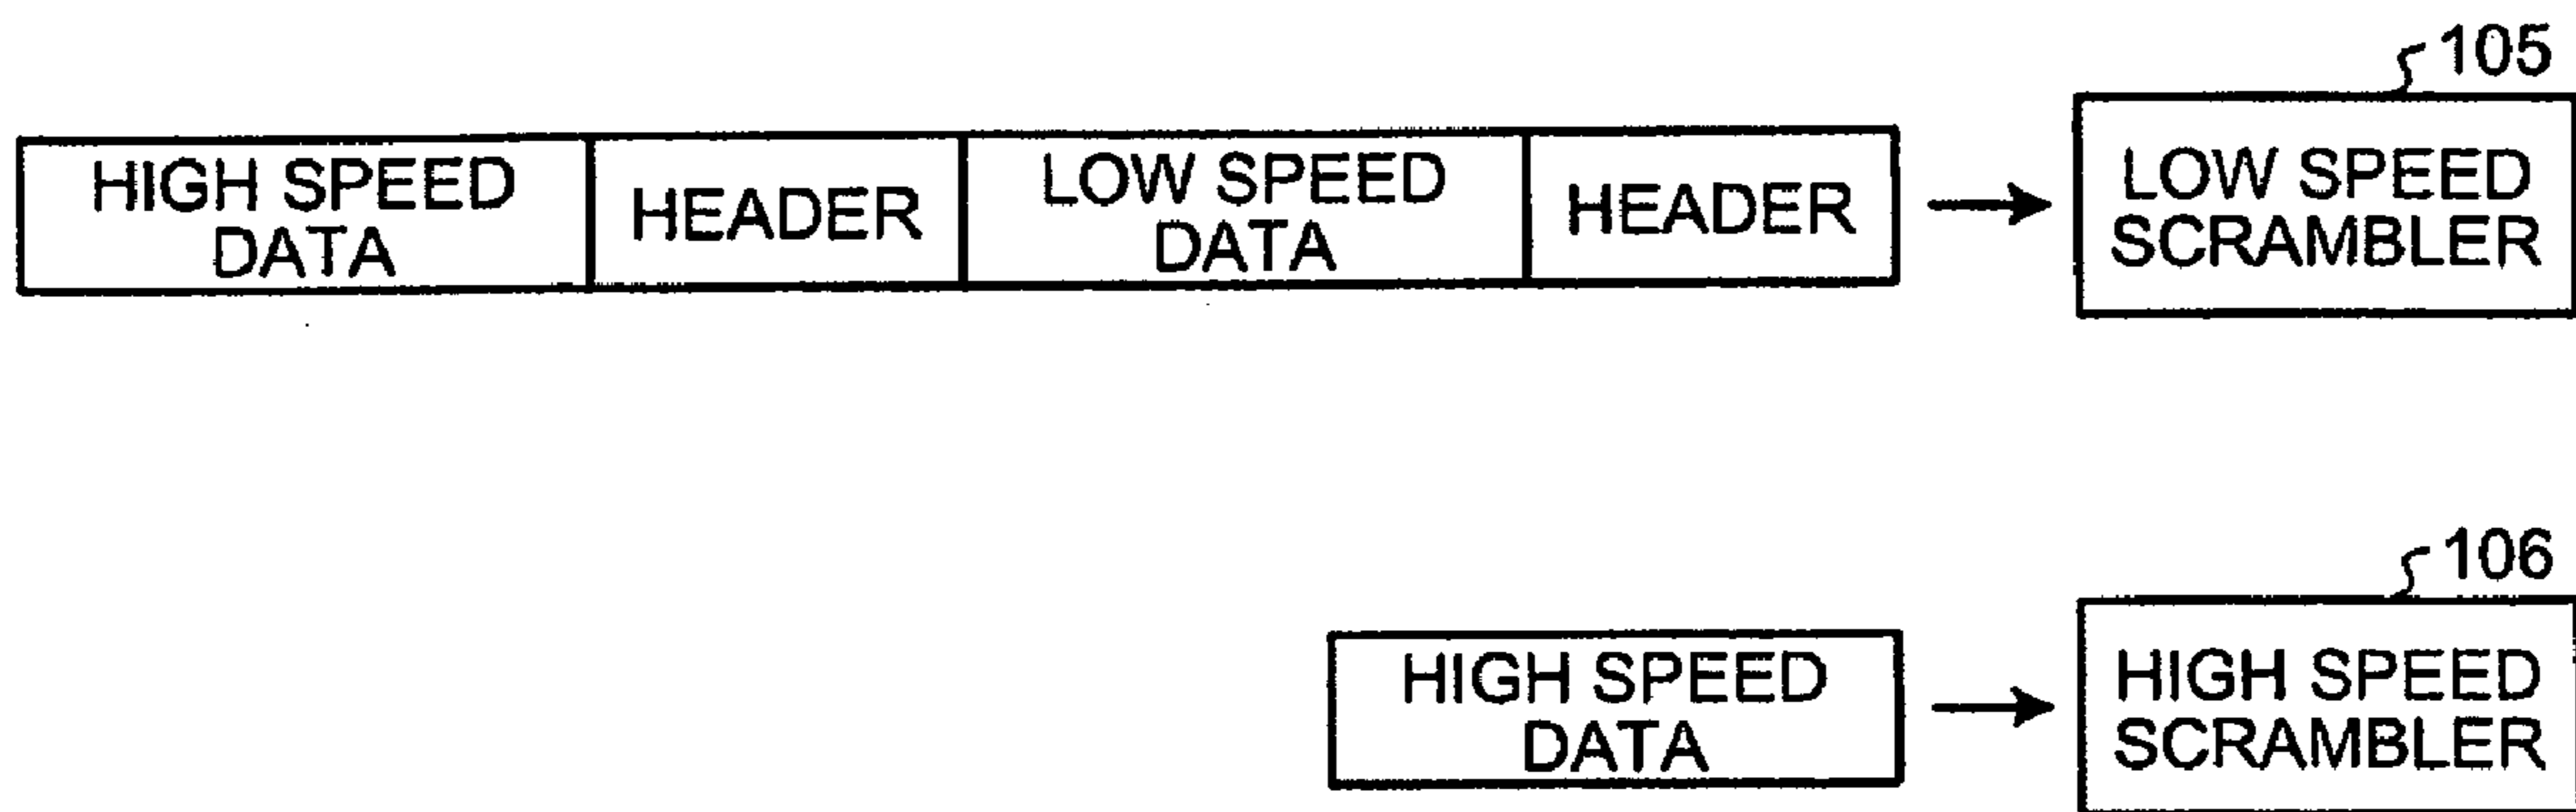 105
HIGH SPEED
DATA
HEADER
LOW SPEED
DATA
HEADER
LOW SPEED
SCRAMBLER
106
HIGH SPEED
DATA
HIGH SPEED
SCRAMBLER